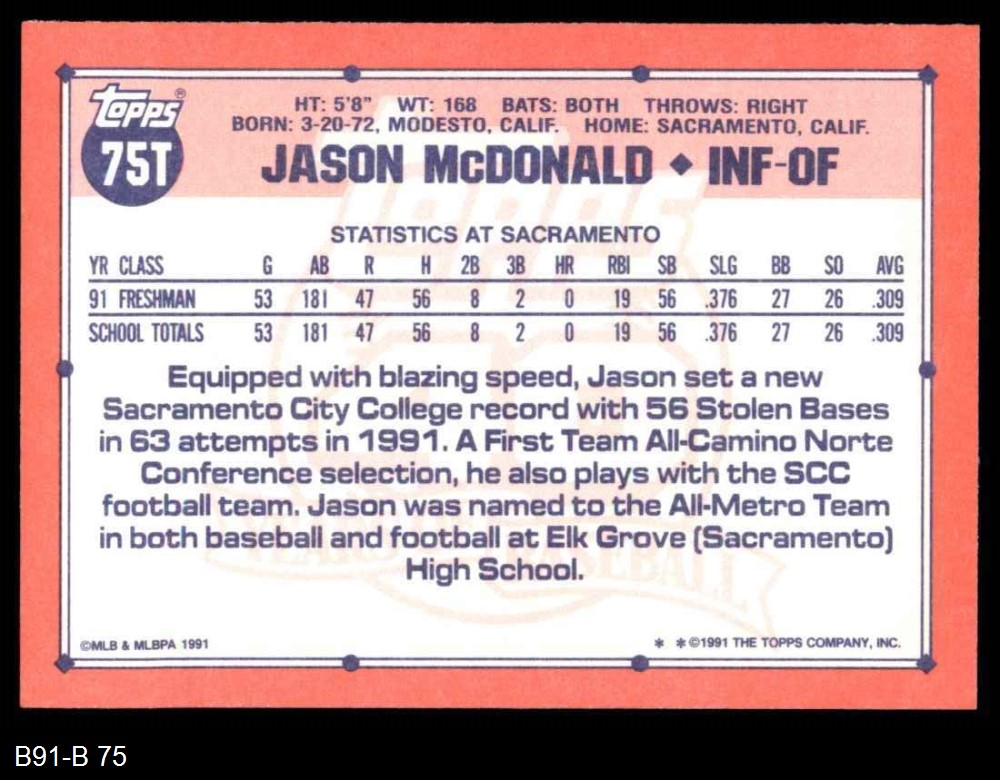 Topps®
75T
HT: 5'8" WT: 168 BATS: BOTH THROWS: RIGHT
BORN: 3-20-72, MODESTO, CALIF. HOME: SACRAMENTO, CALIF.
JASON McDONALD ♦ INF-OF
STATISTICS AT SACRAMENTO
YR CLASS G AB R H 2B 3B HR RBI SB SLG BB SO AVG
91 FRESHMAN 53 181 47 56 8 2 0 19 56 .376 27 26 .309
SCHOOL TOTALS 53 181 47 56 8 2 0 19 56 .376 27 26 .309
Equipped with blazing speed, Jason set a new
Sacramento City College record with 56 Stolen Bases
in 63 attempts in 1991. A First Team All-Camino Norte
Conference selection, he also plays with the SCC
football team. Jason was named to the All-Metro Team
in both baseball and football at Elk Grove (Sacramento)
High School.
TOPPS
40
YEARS OF BASEBALL
©MLB & MLBPA 1991
* *©1991 THE TOPPS COMPANY, INC.
B91-B 75